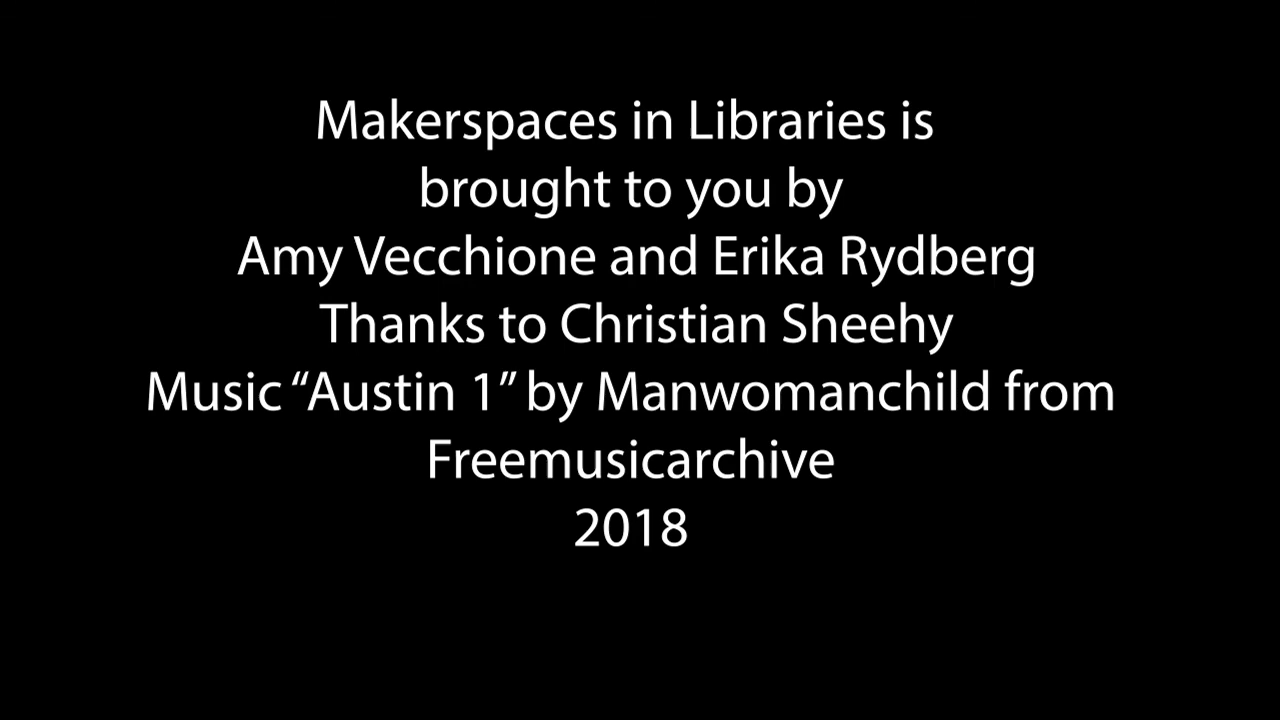 Makerspaces in Libraries is
brought to you by
Amy Vecchione and Erika Rydberg
Thanks to Christian Sheehy
Music “Austin 1” by Manwomanchild from
Freemusicarchive
2018